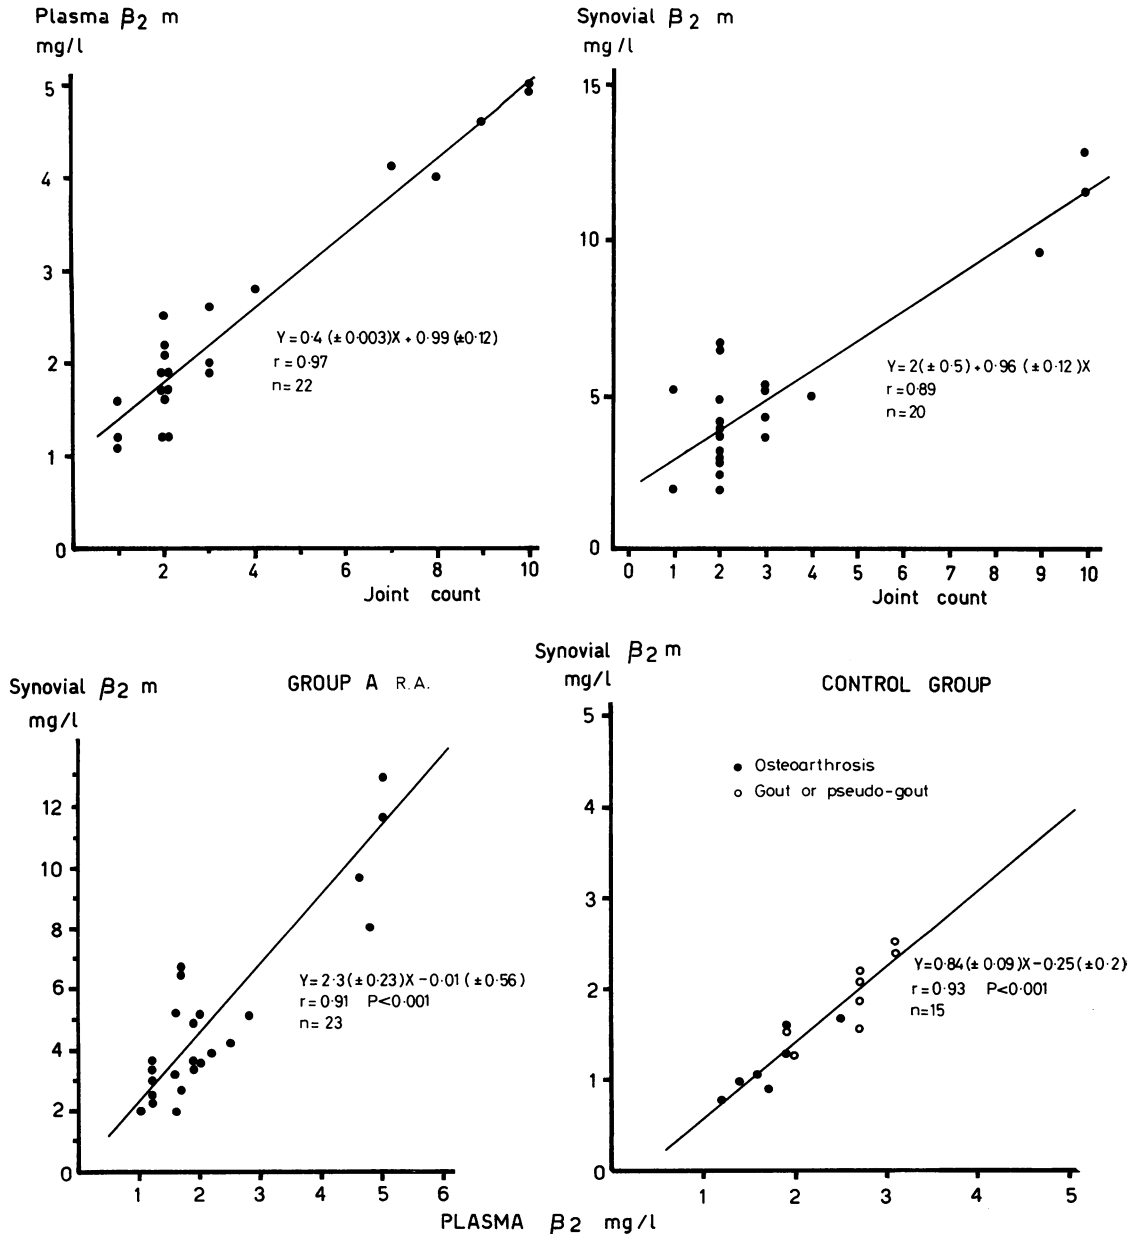 Plasma β2 m
mg/l
5
4
3
2
1
0
Y=0·4 (± 0·003)X + 0·99 (±0·12)
r = 0·97
n = 22
2 4 6 8 10
Joint count
Synovial β2 m
mg/l
15
10
5
0
Y=2(±0·5)+0·96 (±0·12)X
r=0·89
n=20
0 1 2 3 4 5 6 7 8 9 10
Joint count
Synovial β2 m
mg/l
GROUP A R.A.
12
10
8
6
4
2
0
Y=2·3(±0·23)X-0·01(±0·56)
r=0·91 P<0·001
n= 23
1 2 3 4 5 6
Synovial β2 m
mg/l
CONTROL GROUP
5
4
3
2
1
0
Osteoarthrosis
Gout or pseudo-gout
Y=0·84(±0·09)X-0·25(±0·2)
r=0·93 P<0·001
n=15
1 2 3 4 5
PLASMA β2 mg/l